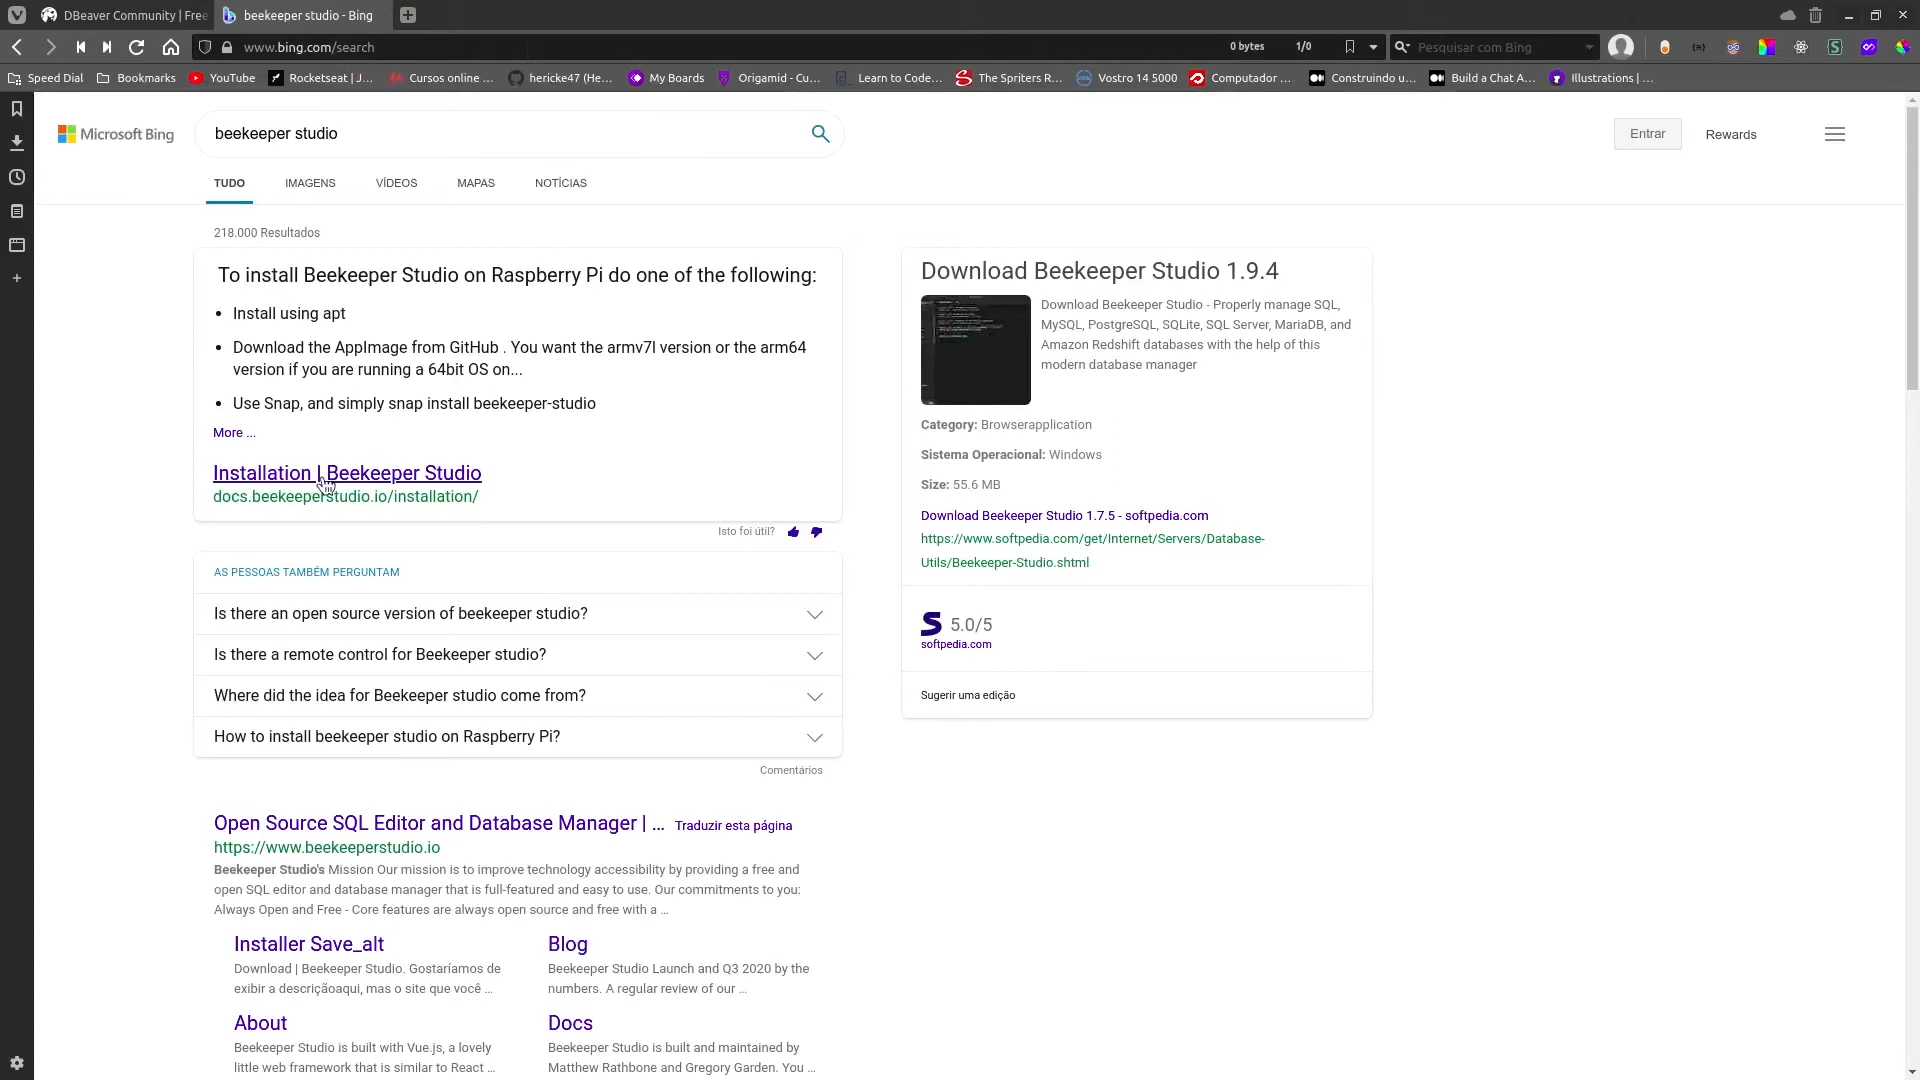 DBeaver Community | Free
beekeeper studio - Bing
www.bing.com/search
0 bytes
1/0
Pesquisar com Bing
Speed Dial
Bookmarks
YouTube
Rocketseat | J...
Cursos online ...
hericke47 (He...
My Boards
Origamid - Cu...
Learn to Code...
The Spriters R...
Vostro 14 5000
Computador ...
Construindo u...
Build a Chat A...
Illustrations | ...
Microsoft Bing
beekeeper studio
Entrar
Rewards
TUDO
IMAGENS
VÍDEOS
MAPAS
NOTÍCIAS
218.000 Resultados
To install Beekeeper Studio on Raspberry Pi do one of the following:
• Install using apt
• Download the AppImage from GitHub . You want the armv7l version or the arm64
version if you are running a 64bit OS on...
• Use Snap, and simply snap install beekeeper-studio
More ...
Installation | Beekeeper Studio
docs.beekeeperstudio.io/installation/
Isto foi útil?
AS PESSOAS TAMBÉM PERGUNTAM
Is there an open source version of beekeeper studio?
Is there a remote control for Beekeeper studio?
Where did the idea for Beekeeper studio come from?
How to install beekeeper studio on Raspberry Pi?
Comentários
Open Source SQL Editor and Database Manager | ...
Traduzir esta página
https://www.beekeeperstudio.io
Beekeeper Studio's Mission Our mission is to improve technology accessibility by providing a free and
open SQL editor and database manager that is full-featured and easy to use. Our commitments to you:
Always Open and Free - Core features are always open source and free with a ...
Installer Save_alt
Download | Beekeeper Studio. Gostaríamos de
exibir a descriçãoaqui, mas o site que você ...
Blog
Beekeeper Studio Launch and Q3 2020 by the
numbers. A regular review of our ...
About
Beekeeper Studio is built with Vue.js, a lovely
little web framework that is similar to React ...
Docs
Beekeeper Studio is built and maintained by
Matthew Rathbone and Gregory Garden. You ...
Download Beekeeper Studio 1.9.4
Download Beekeeper Studio - Properly manage SQL,
MySQL, PostgreSQL, SQLite, SQL Server, MariaDB, and
Amazon Redshift databases with the help of this
modern database manager
Category: Browserapplication
Sistema Operacional: Windows
Size: 55.6 MB
Download Beekeeper Studio 1.7.5 - softpedia.com
https://www.softpedia.com/get/Internet/Servers/Database-
Utils/Beekeeper-Studio.shtml
S 5.0/5
softpedia.com
Sugerir uma edição